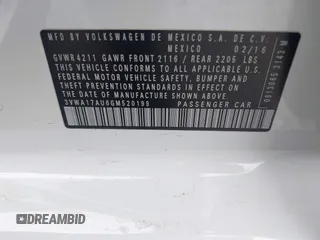 MFD. BY VOLKSWAGEN DE MEXICO S.A. DE C.V.
MEXICO 02/16
GVWR 4211 GAWR FRONT 2116 / REAR 2205 LBS
THIS VEHICLE CONFORMS TO ALL APPLICABLE
FEDERAL MOTOR VEHICLE SAFETY, BUMPER AND
THEFT PREVENTION STANDARDS IN EFFECT ON
THE DATE OF MANUFACTURE SHOWN ABOVE
3VWA17AU6GM520199 PASSENGER CAR
© DREAMBID
dreambid.com